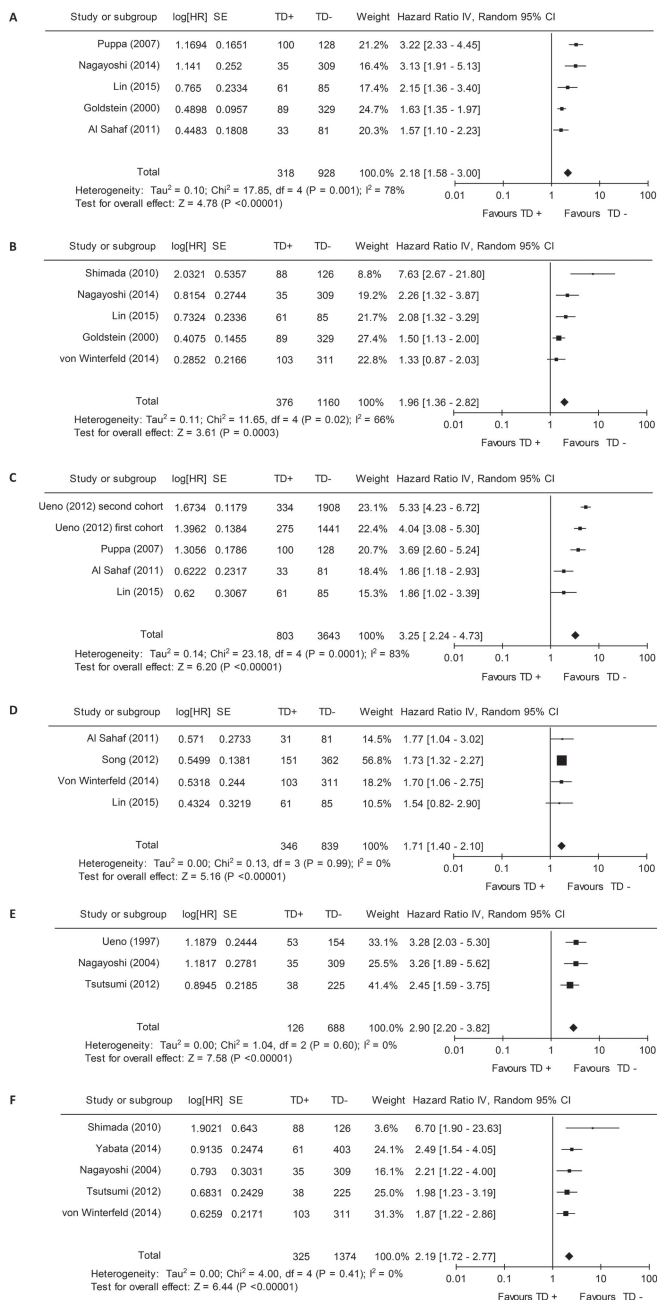 A
Study or subgroup log[HR] SE TD+ TD- Weight Hazard Ratio IV, Random 95% CI
Puppa (2007) 1.1694 0.1651 100 128 21.2% 3.22 [2.33 - 4.45]
Nagayoshi (2014) 1.141 0.252 35 309 16.4% 3.13 [1.91 - 5.13]
Lin (2015) 0.765 0.2334 61 85 17.4% 2.15 [1.36 - 3.40]
Goldstein (2000) 0.4898 0.0957 89 329 24.7% 1.63 [1.35 - 1.97]
Al Sahaf (2011) 0.4483 0.1808 33 81 20.3% 1.57 [1.10 - 2.23]
Total 318 928 100.0% 2.18 [1.58 - 3.00]
Heterogeneity: Tau² = 0.10; Chi² = 17.85, df = 4 (P = 0.001); I² = 78%
Test for overall effect: Z = 4.78 (P <0.00001)
0.01 0.1 1 10 100
Favours TD + Favours TD -
B
Study or subgroup log[HR] SE TD+ TD- Weight Hazard Ratio IV, Random 95% CI
Shimada (2010) 2.0321 0.5357 88 126 8.8% 7.63 [2.67 - 21.80]
Nagayoshi (2014) 0.8154 0.2744 35 309 19.2% 2.26 [1.32 - 3.87]
Lin (2015) 0.7324 0.2336 61 85 21.7% 2.08 [1.32 - 3.29]
Goldstein (2000) 0.4075 0.1455 89 329 27.4% 1.50 [1.13 - 2.00]
von Winterfeld (2014) 0.2852 0.2166 103 311 22.8% 1.33 [0.87 - 2.03]
Total 376 1160 100% 1.96 [1.36 - 2.82]
Heterogeneity: Tau² = 0.11; Chi² = 11.65, df = 4 (P = 0.02); I² = 66%
Test for overall effect: Z = 3.61 (P = 0.0003)
0.01 0.1 1 10 100
Favours TD + Favours TD -
C
Study or subgroup log[HR] SE TD+ TD- Weight Hazard Ratio IV, Random 95% CI
Ueno (2012) second cohort 1.6734 0.1179 334 1908 23.1% 5.33 [4.23 - 6.72]
Ueno (2012) first cohort 1.3962 0.1384 275 1441 22.4% 4.04 [3.08 - 5.30]
Puppa (2007) 1.3056 0.1786 100 128 20.7% 3.69 [2.60 - 5.24]
Al Sahaf (2011) 0.6222 0.2317 33 81 18.4% 1.86 [1.18 - 2.93]
Lin (2015) 0.62 0.3067 61 85 15.3% 1.86 [1.02 - 3.39]
Total 803 3643 100% 3.25 [ 2.24 - 4.73]
Heterogeneity: Tau² = 0.14; Chi² = 23.18, df = 4 (P = 0.0001); I² = 83%
Test for overall effect: Z = 6.20 (P <0.00001)
0.01 0.1 1 10 100
Favours TD + Favours TD -
D
Study or subgroup log[HR] SE TD+ TD- Weight Hazard Ratio IV, Random 95% CI
Al Sahaf (2011) 0.571 0.2733 31 81 14.5% 1.77 [1.04 - 3.02]
Song (2012) 0.5499 0.1381 151 362 56.8% 1.73 [1.32 - 2.27]
Von Winterfeld (2014) 0.5318 0.244 103 311 18.2% 1.70 [1.06 - 2.75]
Lin (2015) 0.4324 0.3219 61 85 10.5% 1.54 [0.82- 2.90]
Total 346 839 100% 1.71 [1.40 - 2.10]
Heterogeneity: Tau² = 0.00; Chi² = 0.13, df = 3 (P = 0.99); I² = 0%
Test for overall effect: Z = 5.16 (P <0.00001)
0.01 0.1 1 10 100
Favours TD + Favours TD -
E
Study or subgroup log[HR] SE TD+ TD- Weight Hazard Ratio IV, Random 95% CI
Ueno (1997) 1.1879 0.2444 53 154 33.1% 3.28 [2.03 - 5.30]
Nagayoshi (2004) 1.1817 0.2781 35 309 25.5% 3.26 [1.89 - 5.62]
Tsutsumi (2012) 0.8945 0.2185 38 225 41.4% 2.45 [1.59 - 3.75]
Total 126 688 100.0% 2.90 [2.20 - 3.82]
Heterogeneity: Tau² = 0.00; Chi² = 1.04, df = 2 (P = 0.60); I² = 0%
Test for overall effect: Z = 7.58 (P <0.00001)
0.01 0.1 1 10 100
Favours TD + Favours TD -
F
Study or subgroup log[HR] SE TD+ TD- Weight Hazard Ratio IV, Random 95% CI
Shimada (2010) 1.9021 0.643 88 126 3.6% 6.70 [1.90 - 23.63]
Yabata (2014) 0.9135 0.2474 61 403 24.1% 2.49 [1.54 - 4.05]
Nagayoshi (2004) 0.793 0.3031 35 309 16.1% 2.21 [1.22 - 4.00]
Tsutsumi (2012) 0.6831 0.2429 38 225 25.0% 1.98 [1.23 - 3.19]
von Winterfeld (2014) 0.6259 0.2171 103 311 31.3% 1.87 [1.22 - 2.86]
Total 325 1374 100.0% 2.19 [1.72 - 2.77]
Heterogeneity: Tau² = 0.00; Chi² = 4.00, df = 4 (P = 0.41); I² = 0%
Test for overall effect: Z = 6.44 (P <0.00001)
0.01 0.1 1 10 100
Favours TD + Favours TD -